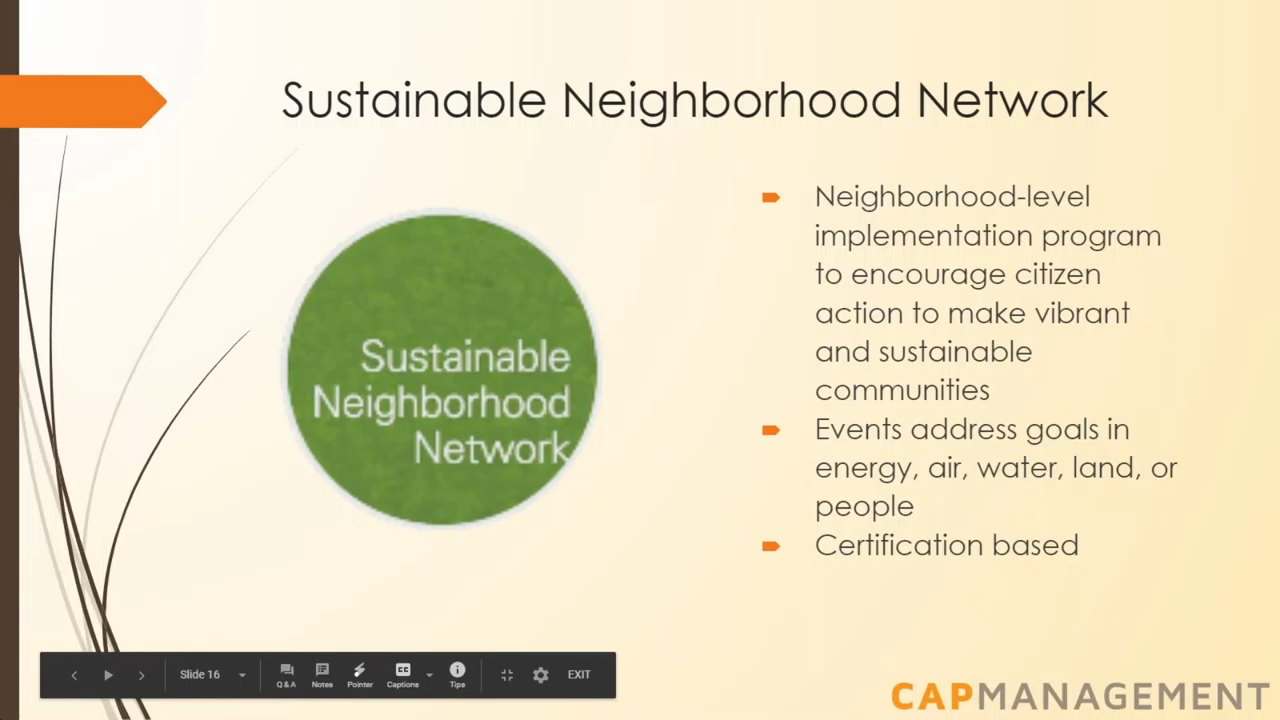 Sustainable Neighborhood Network
Sustainable
Neighborhood
Network
Neighborhood-level
implementation program
to encourage citizen
action to make vibrant
and sustainable
communities
Events address goals in
energy, air, water, land, or
people
Certification based
Slide 16
Q & A
Notes
Pointer
Captions
Tips
EXIT
CAPMANAGEMENT